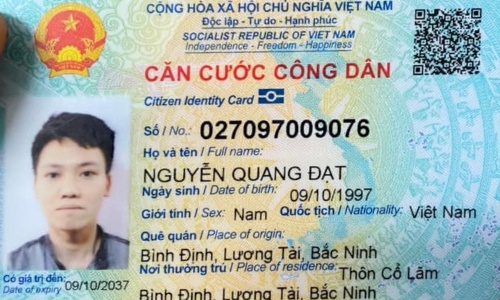 CỘNG HÒA XÃ HỘI CHỦ NGHĨA VIỆT NAM
Độc lập - Tự do - Hạnh phúc
SOCIALIST REPUBLIC OF VIET NAM
Independence - Freedom - Happiness
CĂN CƯỚC CÔNG DÂN
Citizen Identity Card
Số / No.: 027097009076
Họ và tên / Full name:
NGUYỄN QUANG ĐẠT
Ngày sinh / Date of birth: 09/10/1997
Giới tính / Sex: Nam Quốc tịch / Nationality: Việt Nam
Quê quán / Place of origin:
Bình Định, Lương Tài, Bắc Ninh
Nơi thường trú / Place of residence: Thôn Cổ Lãm
Bình Định, Lương Tài, Bắc Ninh
Có giá trị đến: 09/10/2037
Date of expiry